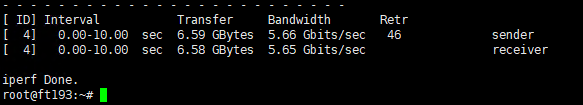 - - - - - - - - - - - - - - - - - - - - - - - - -
[ ID] Interval           Transfer     Bandwidth       Retr
[  4]   0.00-10.00  sec  6.59 GBytes  5.66 Gbits/sec   46             sender
[  4]   0.00-10.00  sec  6.58 GBytes  5.65 Gbits/sec                  receiver
iperf Done.
root@ft193:~#